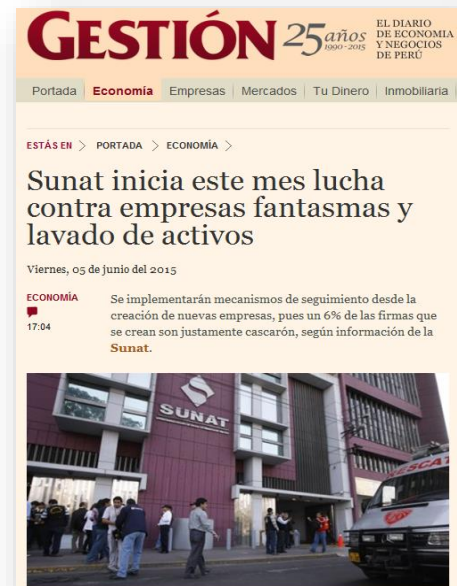 GESTIÓN
25 años
1990-2015
EL DIARIO
DE ECONOMIA
Y NEGOCIOS
DE PERÚ
Portada | Economía | Empresas | Mercados | Tu Dinero | Inmobiliaria
ESTÁS EN > PORTADA > ECONOMÍA >
Sunat inicia este mes lucha
contra empresas fantasmas y
lavado de activos
Viernes, 05 de junio del 2015
ECONOMÍA
17:04
Se implementarán mecanismos de seguimiento desde la
creación de nuevas empresas, pues un 6% de las firmas que
se crean son justamente cascarón, según información de la
Sunat.
SUNAT
RESCAT